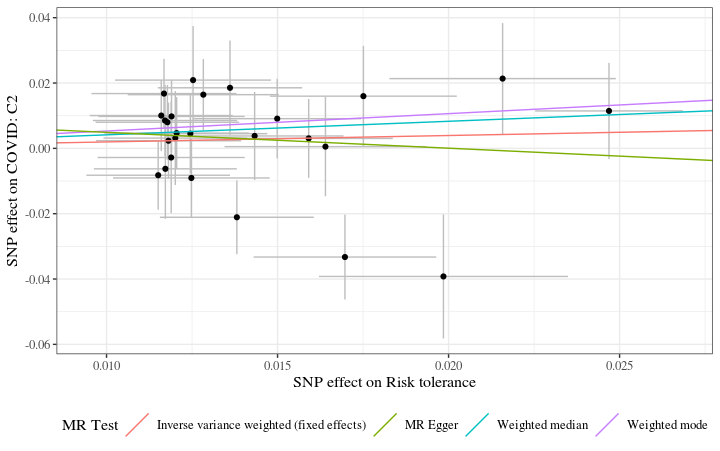 0.04
0.02
0.00
-0.02
-0.04
-0.06
SNP effect on COVID: C2
0.010 0.015 0.020 0.025
SNP effect on Risk tolerance
MR Test Inverse variance weighted (fixed effects) MR Egger Weighted median Weighted mode